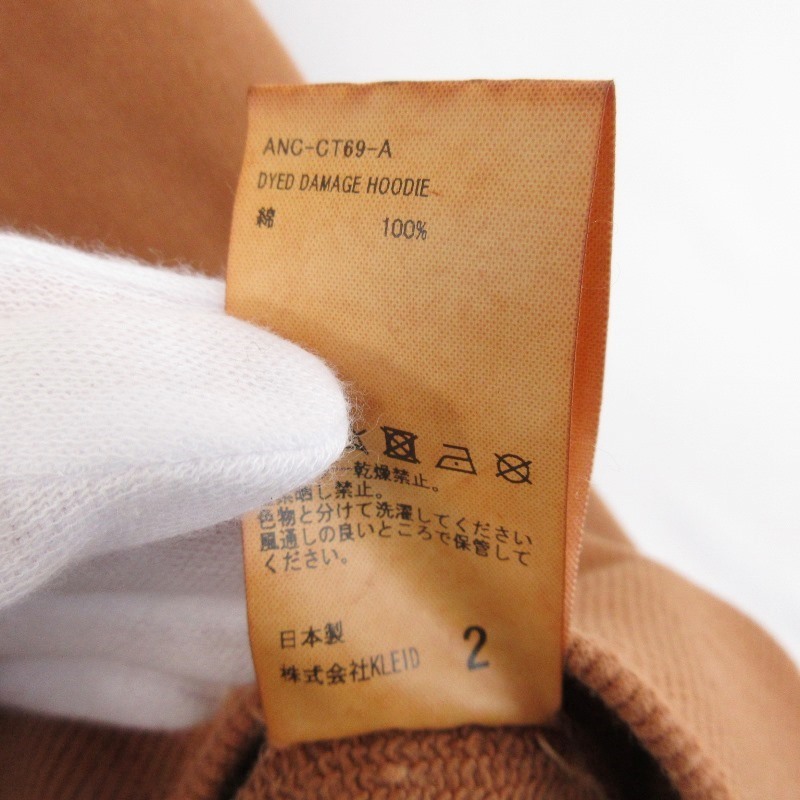 ANC-CT69-A
DYED DAMAGE HOODIE
綿 100%
乾燥禁止。
晒し禁止。
色物と分けて洗濯してください
風通しの良いところで保管して
ください。
日本製
株式会社KLEID 2